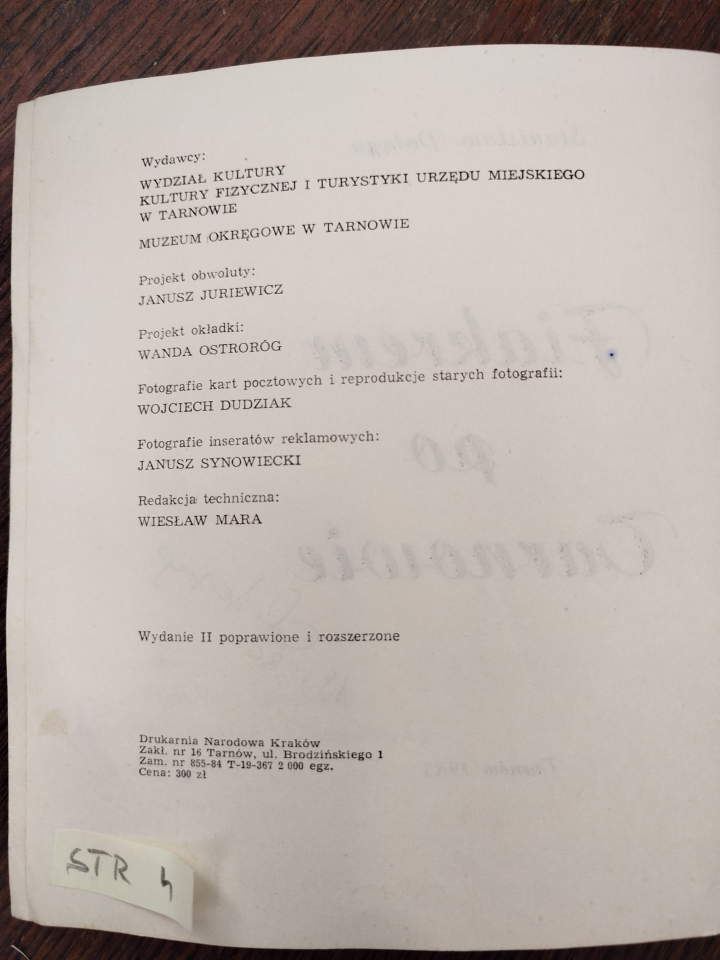 Wydawcy:
WYDZIAŁ KULTURY
KULTURY FIZYCZNEJ I TURYSTYKI URZĘDU MIEJSKIEGO
W TARNOWIE
MUZEUM OKRĘGOWE W TARNOWIE
Projekt obwoluty:
JANUSZ JURIEWICZ
Projekt okładki:
WANDA OSTRORÓG
Fotografie kart pocztowych i reprodukcje starych fotografii:
WOJCIECH DUDZIAK
Fotografie inseratów reklamowych:
JANUSZ SYNOWIECKI
Redakcja techniczna:
WIESŁAW MARA
Wydanie II poprawione i rozszerzone
Drukarnia Narodowa Kraków
Zakł. nr 16 Tarnów, ul. Brodzińskiego 1
Zam. nr 855-84 T-19-367 2 000 egz.
Cena: 300 zł
STR 4
Fiakrem
po
Tarnowie